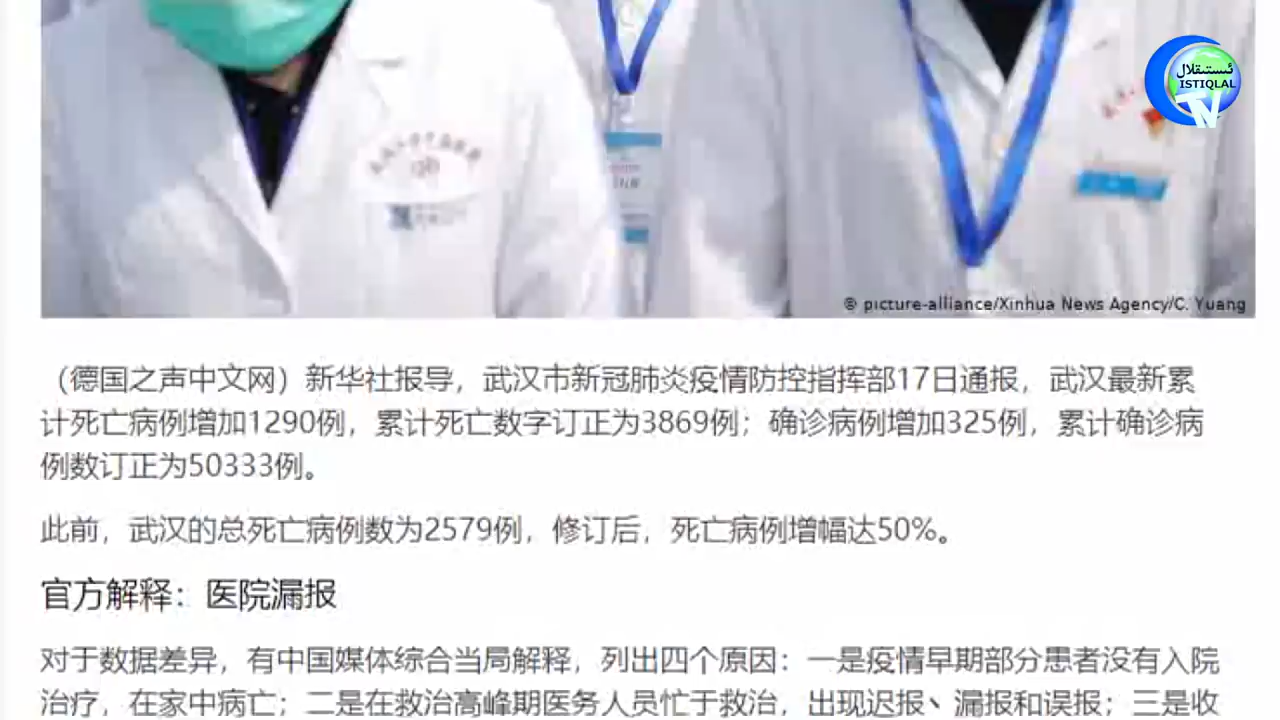 ئىستىقلال
ISTIQLAL
TV
© picture-alliance/Xinhua News Agency/C. Yuang
（德国之声中文网）新华社报导，武汉市新冠肺炎疫情防控指挥部17日通报，武汉最新累
计死亡病例增加1290例，累计死亡数字订正为3869例；确诊病例增加325例，累计确诊病
例数订正为50333例。
此前，武汉的总死亡病例数为2579例，修订后，死亡病例增幅达50%。
官方解释：医院漏报
对于数据差异，有中国媒体综合当局解释，列出四个原因：一是疫情早期部分患者没有入院
治疗，在家中病亡；二是在救治高峰期医务人员忙于救治，出现迟报、漏报和误报；三是收